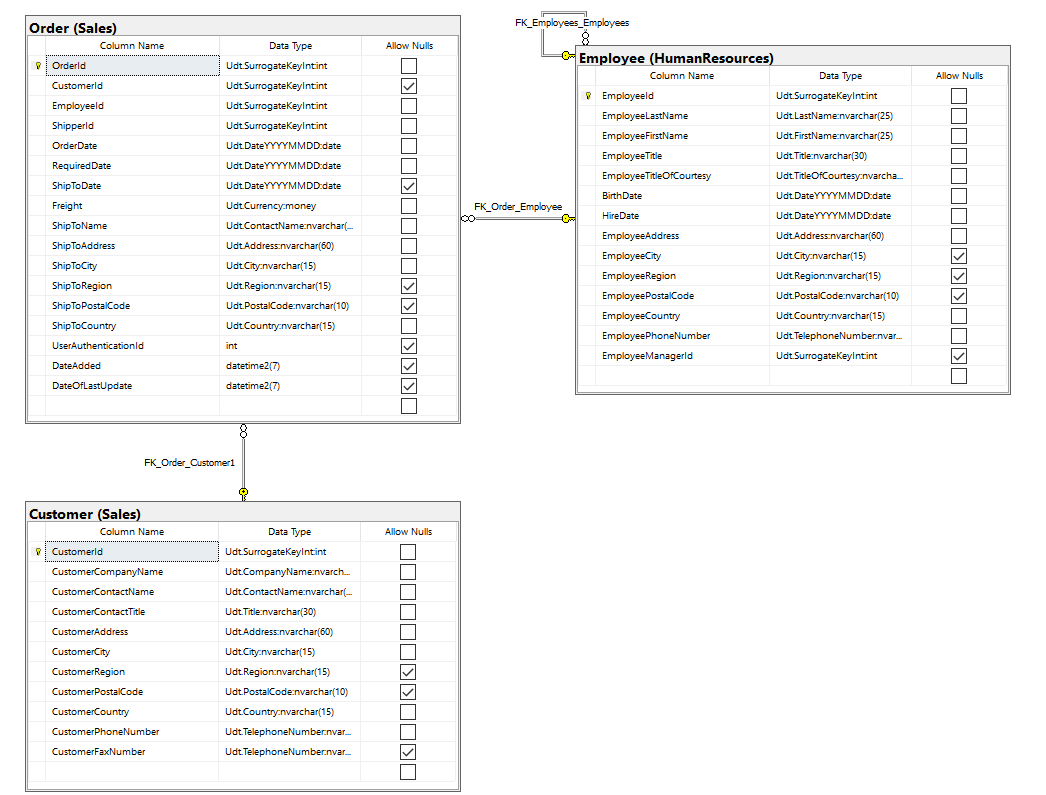 FK_Employees_Employees
Order (Sales)
Column Name Data Type Allow Nulls
OrderId Udt.SurrogateKeyInt:int
CustomerId Udt.SurrogateKeyInt:int
EmployeeId Udt.SurrogateKeyInt:int
ShipperId Udt.SurrogateKeyInt:int
OrderDate Udt.DateYYYYMMDD:date
RequiredDate Udt.DateYYYYMMDD:date
ShipToDate Udt.DateYYYYMMDD:date
Freight Udt.Currency:money
ShipToName Udt.ContactName:nvarchar(...
ShipToAddress Udt.Address:nvarchar(60)
ShipToCity Udt.City:nvarchar(15)
ShipToRegion Udt.Region:nvarchar(15)
ShipToPostalCode Udt.PostalCode:nvarchar(10)
ShipToCountry Udt.Country:nvarchar(15)
UserAuthenticationId int
DateAdded datetime2(7)
DateOfLastUpdate datetime2(7)
FK_Order_Employee
Employee (HumanResources)
Column Name Data Type Allow Nulls
EmployeeId Udt.SurrogateKeyInt:int
EmployeeLastName Udt.LastName:nvarchar(25)
EmployeeFirstName Udt.FirstName:nvarchar(25)
EmployeeTitle Udt.Title:nvarchar(30)
EmployeeTitleOfCourtesy Udt.TitleOfCourtesy:nvarcha...
BirthDate Udt.DateYYYYMMDD:date
HireDate Udt.DateYYYYMMDD:date
EmployeeAddress Udt.Address:nvarchar(60)
EmployeeCity Udt.City:nvarchar(15)
EmployeeRegion Udt.Region:nvarchar(15)
EmployeePostalCode Udt.PostalCode:nvarchar(10)
EmployeeCountry Udt.Country:nvarchar(15)
EmployeePhoneNumber Udt.TelephoneNumber:nvar...
EmployeeManagerId Udt.SurrogateKeyInt:int
FK_Order_Customer1
Customer (Sales)
Column Name Data Type Allow Nulls
CustomerId Udt.SurrogateKeyInt:int
CustomerCompanyName Udt.CompanyName:nvarch...
CustomerContactName Udt.ContactName:nvarchar(...
CustomerContactTitle Udt.Title:nvarchar(30)
CustomerAddress Udt.Address:nvarchar(60)
CustomerCity Udt.City:nvarchar(15)
CustomerRegion Udt.Region:nvarchar(15)
CustomerPostalCode Udt.PostalCode:nvarchar(10)
CustomerCountry Udt.Country:nvarchar(15)
CustomerPhoneNumber Udt.TelephoneNumber:nvar...
CustomerFaxNumber Udt.TelephoneNumber:nvar...